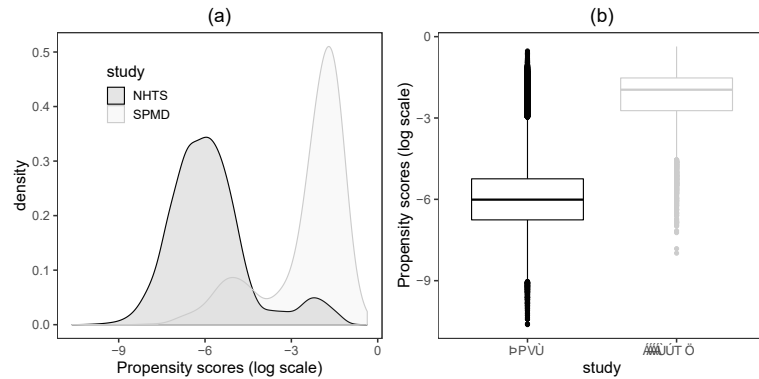 (a)
density
0.5
0.4
0.3
0.2
0.1
0.0
study
NHTS
SPMD
−9
−6
−3
0
Propensity scores (log scale)
(b)
Propensity scores (log scale)
0
−3
−6
−9
study